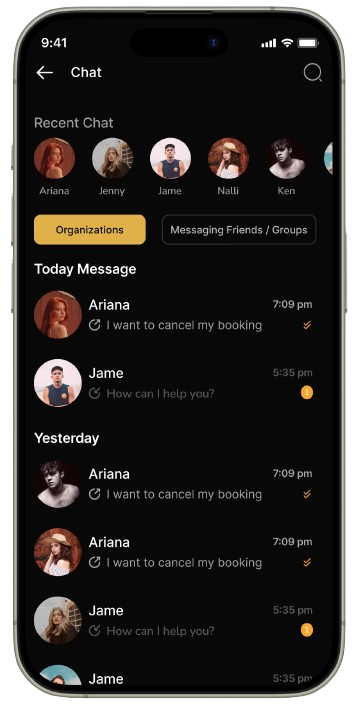 9:41
Chat
Recent Chat
Ariana Jenny Jame Nalli Ken
Organizations Messaging Friends / Groups
Today Message
Ariana 7:09 pm
I want to cancel my booking
Jame 5:35 pm
How can I help you? 1
Yesterday
Ariana 7:09 pm
I want to cancel my booking
Ariana 7:09 pm
I want to cancel my booking
Jame 5:35 pm
How can I help you? 1
Jame 5:35 pm